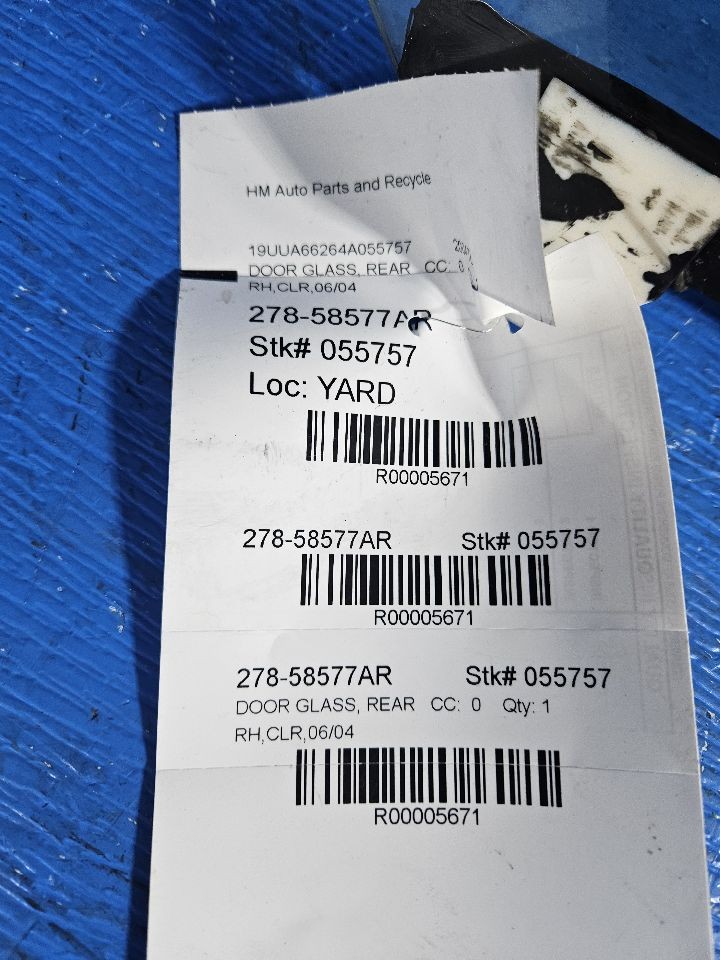 HM Auto Parts and Recycle
19UUA66264A055757
DOOR GLASS, REAR CC: 0
RH,CLR,06/04
278-58577AR
Stk# 055757
Loc: YARD
R00005671
278-58577AR Stk# 055757
R00005671
278-58577AR Stk# 055757
DOOR GLASS, REAR CC: 0 Qty: 1
RH,CLR,06/04
R00005671